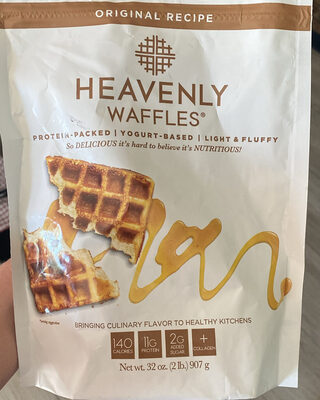 ORIGINAL RECIPE
HEAVENLY
WAFFLES®
PROTEIN-PACKED | YOGURT-BASED | LIGHT & FLUFFY
So DELICIOUS it's hard to believe it's NUTRITIOUS!
BRINGING CULINARY FLAVOR TO HEALTHY KITCHENS
140 CALORIES
11G PROTEIN
2G ADDED SUGAR
+ COLLAGEN
Net wt. 32 oz. (2 lb.) 907 g